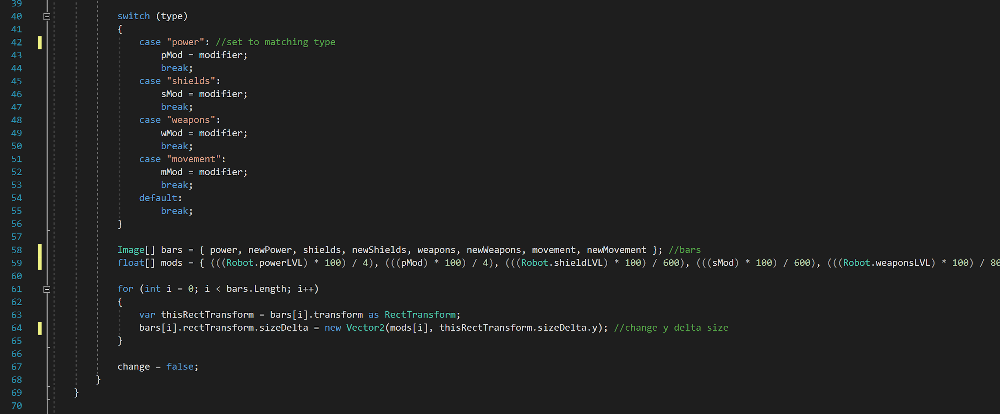 39
40 switch (type)
41 {
42 case "power": //set to matching type
43 pMod = modifier;
44 break;
45 case "shields":
46 sMod = modifier;
47 break;
48 case "weapons":
49 wMod = modifier;
50 break;
51 case "movement":
52 mMod = modifier;
53 break;
54 default:
55 break;
56 }
57
58 Image[] bars = { power, newPower, shields, newShields, weapons, newWeapons, movement, newMovement }; //bars
59 float[] mods = { (((Robot.powerLVL) * 100) / 4), (((pMod) * 100) / 4), (((Robot.shieldLVL) * 100) / 600), (((sMod) * 100) / 600), (((Robot.weaponsLVL) * 100) / 80
60
61 for (int i = 0; i < bars.Length; i++)
62 {
63 var thisRectTransform = bars[i].transform as RectTransform;
64 bars[i].rectTransform.sizeDelta = new Vector2(mods[i], thisRectTransform.sizeDelta.y); //change y delta size
65 }
66
67 change = false;
68 }
69 }
70